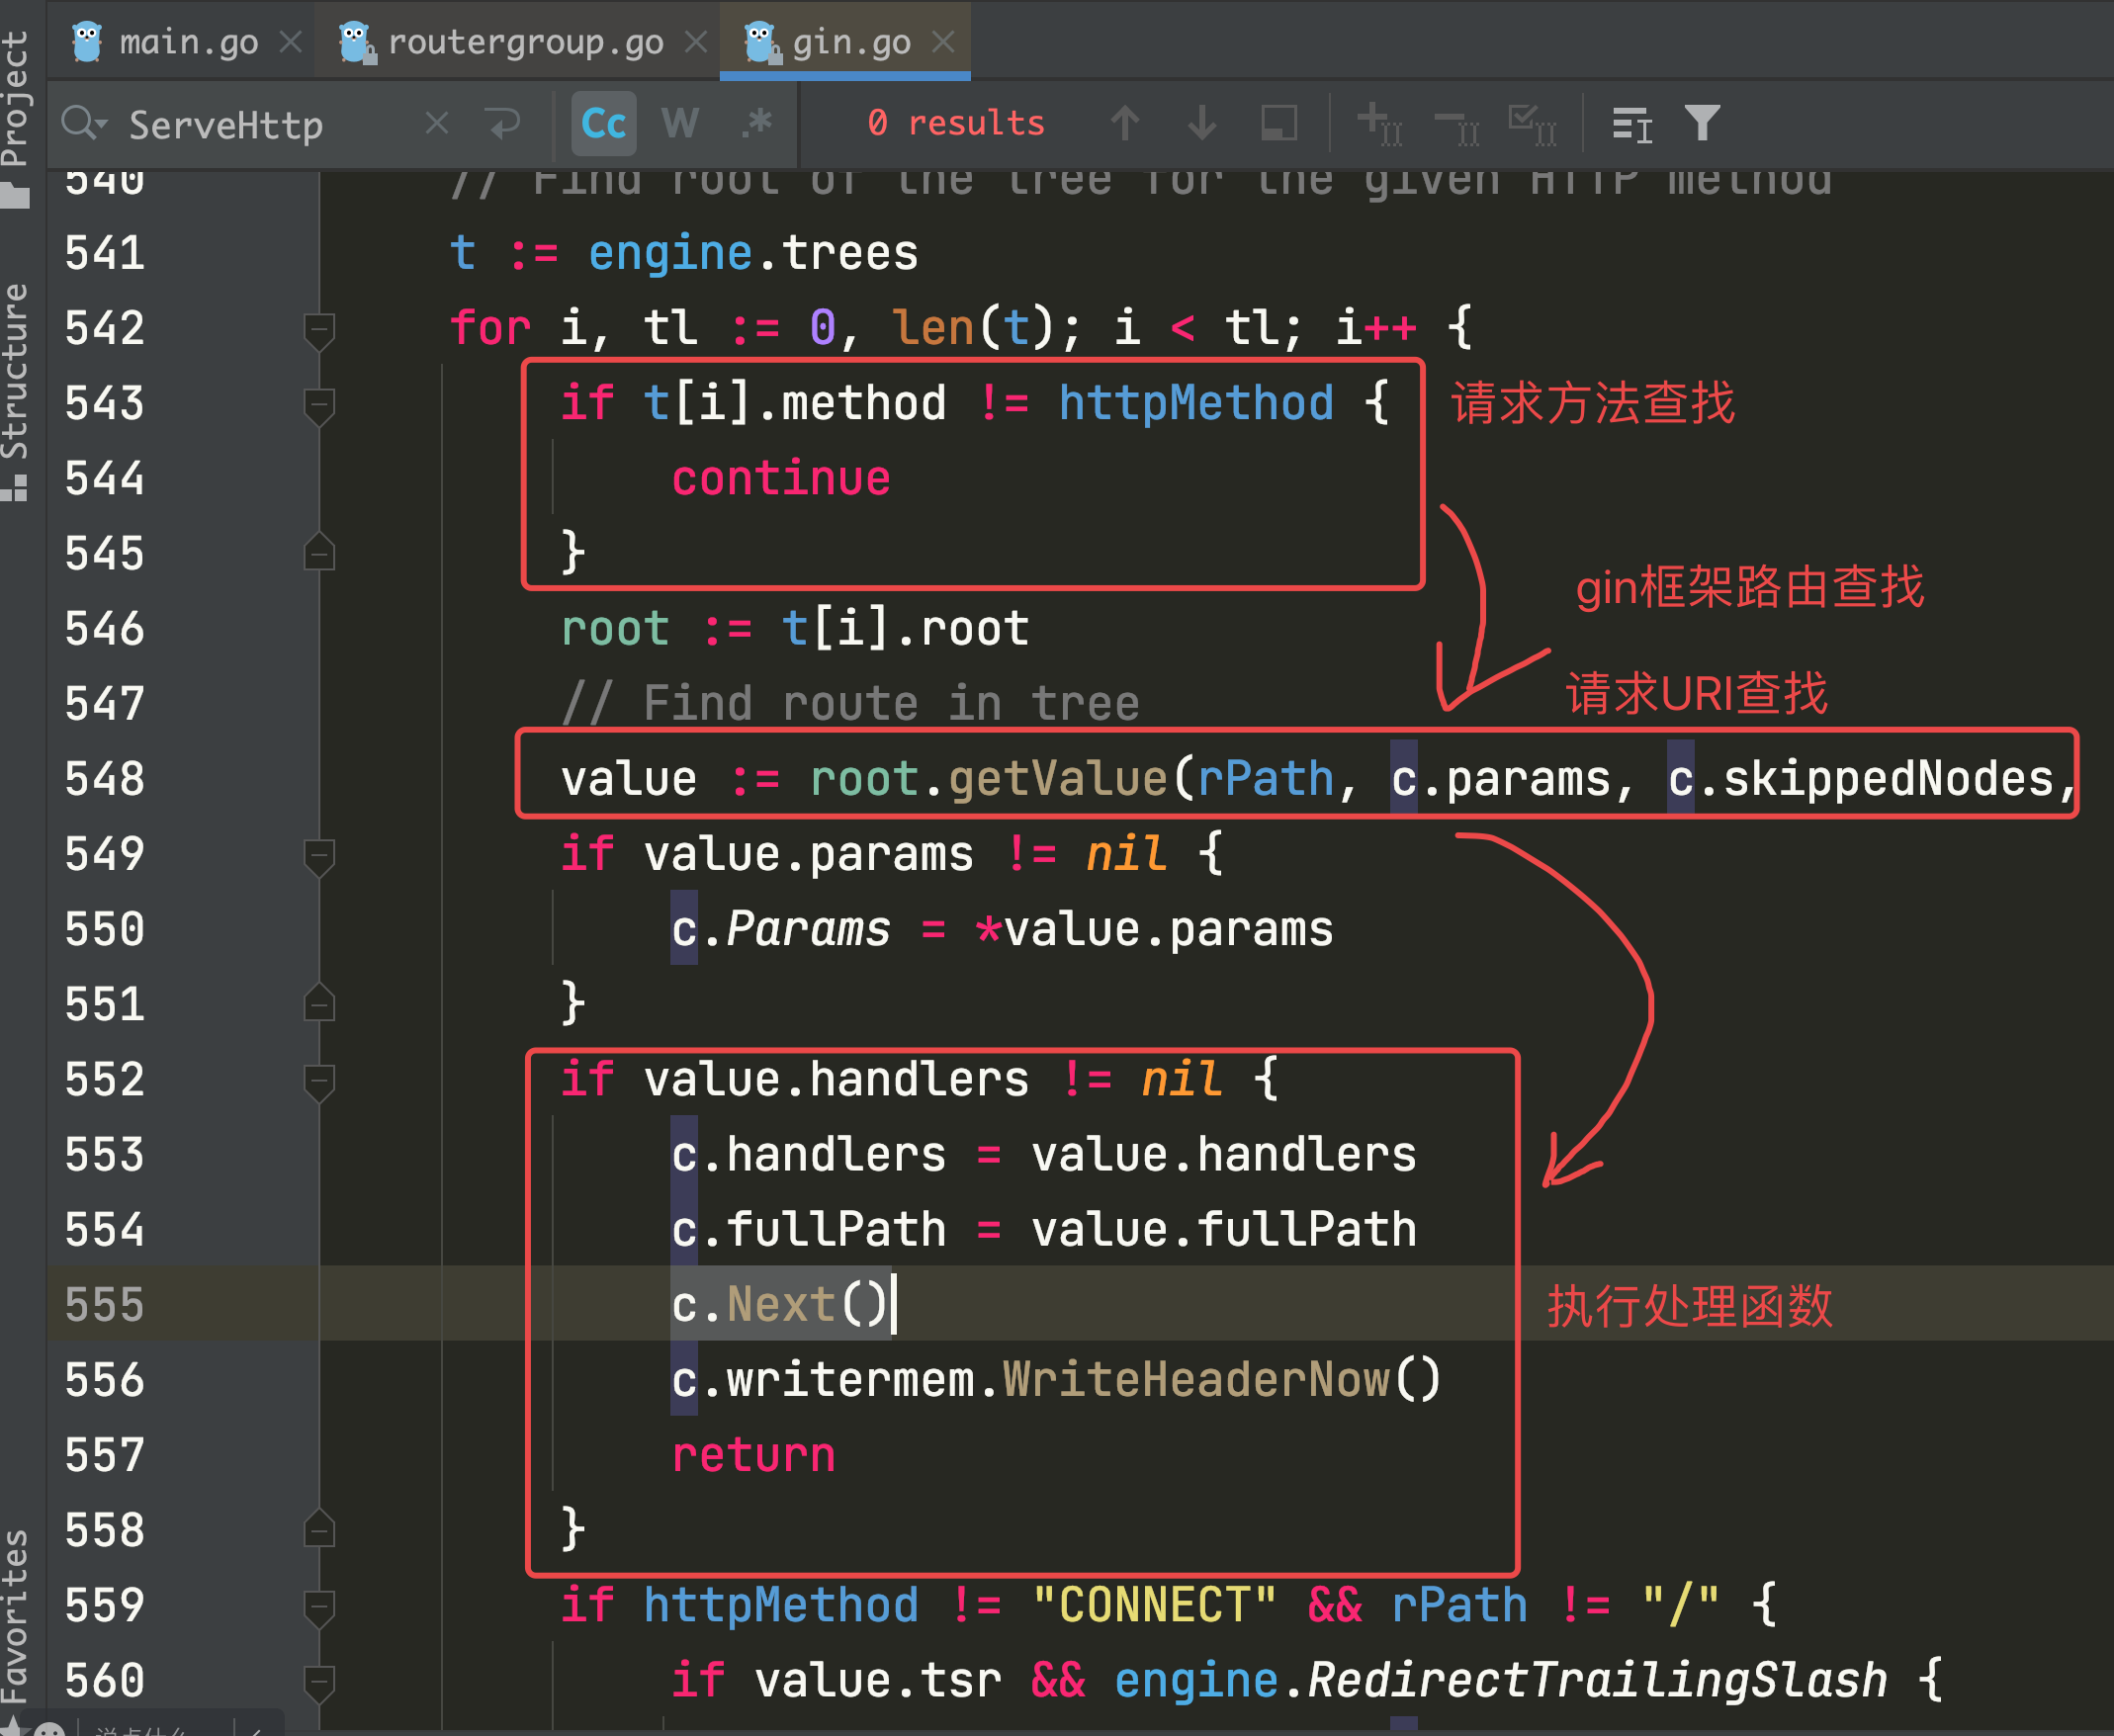 main.go
routergroup.go
gin.go
ServeHttp
Cc
W
.*
0 results
Project
Structure
Favorites
540 // Find root of the tree for the given HTTP method
541 t := engine.trees
542 for i, tl := 0, len(t); i < tl; i++ {
543 if t[i].method != httpMethod { 请求方法查找
544 continue
545 }
gin框架路由查找
546 root := t[i].root
547 // Find route in tree 请求URI查找
548 value := root.getValue(rPath, c.params, c.skippedNodes,
549 if value.params != nil {
550 c.Params = *value.params
551 }
552 if value.handlers != nil {
553 c.handlers = value.handlers
554 c.fullPath = value.fullPath
555 c.Next() 执行处理函数
556 c.writermem.WriteHeaderNow()
557 return
558 }
559 if httpMethod != "CONNECT" && rPath != "/" {
560 if value.tsr && engine.RedirectTrailingSlash {